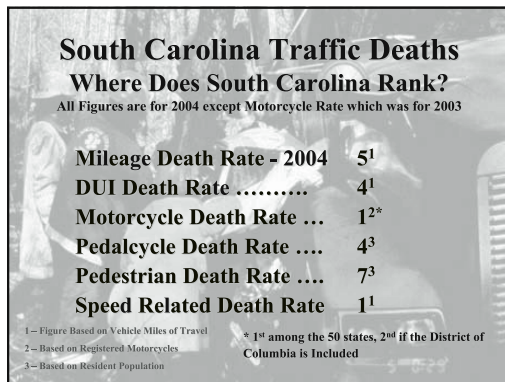 South Carolina Traffic Deaths
Where Does South Carolina Rank?
All Figures are for 2004 except Motorcycle Rate which was for 2003
Mileage Death Rate - 2004 5¹
DUI Death Rate ………. 4¹
Motorcycle Death Rate … 1²*
Pedalcycle Death Rate …. 4³
Pedestrian Death Rate …. 7³
Speed Related Death Rate 1¹
1 – Figure Based on Vehicle Miles of Travel
2 – Based on Registered Motorcycles
3 – Based on Resident Population
* 1st among the 50 states, 2nd if the District of
Columbia is Included